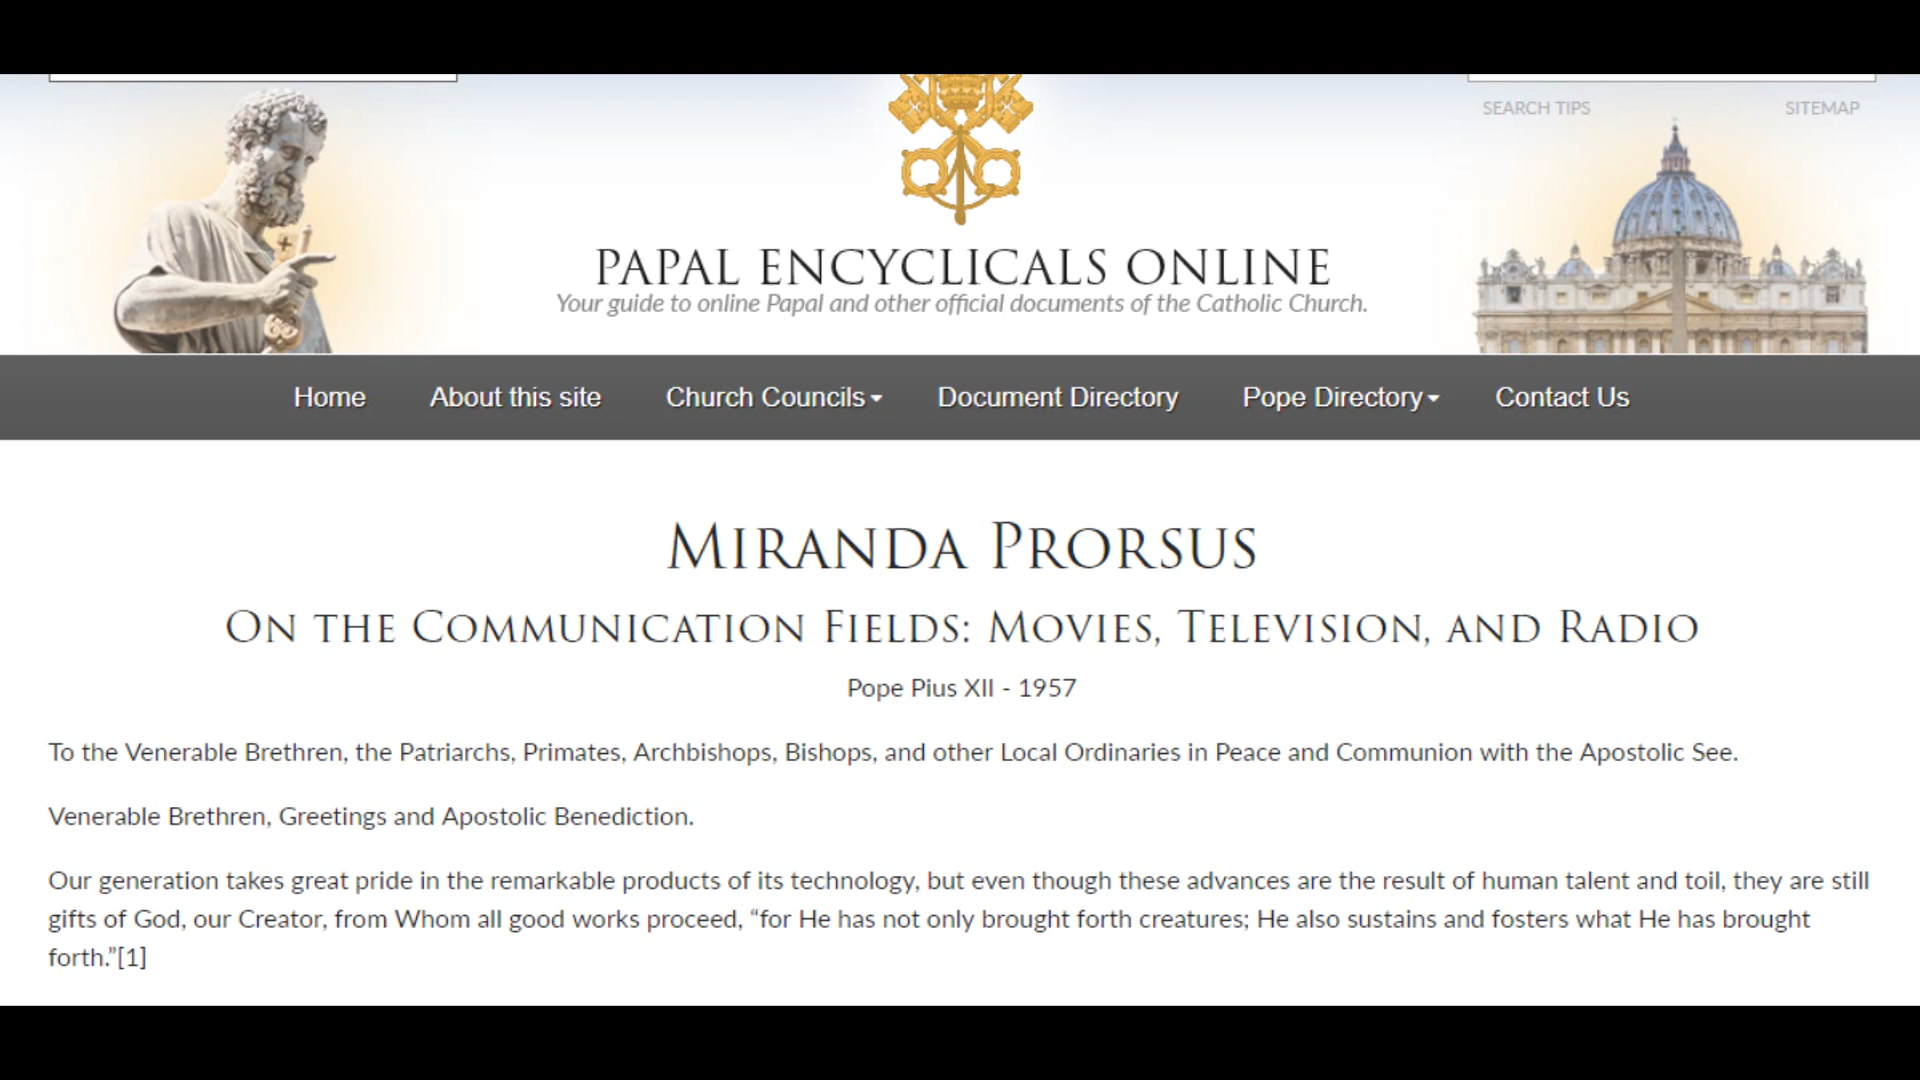 SEARCH TIPS SITEMAP
PAPAL ENCYCLICALS ONLINE
Your guide to online Papal and other official documents of the Catholic Church.
Home About this site Church Councils Document Directory Pope Directory Contact Us
MIRANDA PRORSUS
ON THE COMMUNICATION FIELDS: MOVIES, TELEVISION, AND RADIO
Pope Pius XII - 1957
To the Venerable Brethren, the Patriarchs, Primates, Archbishops, Bishops, and other Local Ordinaries in Peace and Communion with the Apostolic See.
Venerable Brethren, Greetings and Apostolic Benediction.
Our generation takes great pride in the remarkable products of its technology, but even though these advances are the result of human talent and toil, they are still
gifts of God, our Creator, from Whom all good works proceed, “for He has not only brought forth creatures; He also sustains and fosters what He has brought
forth.”[1]